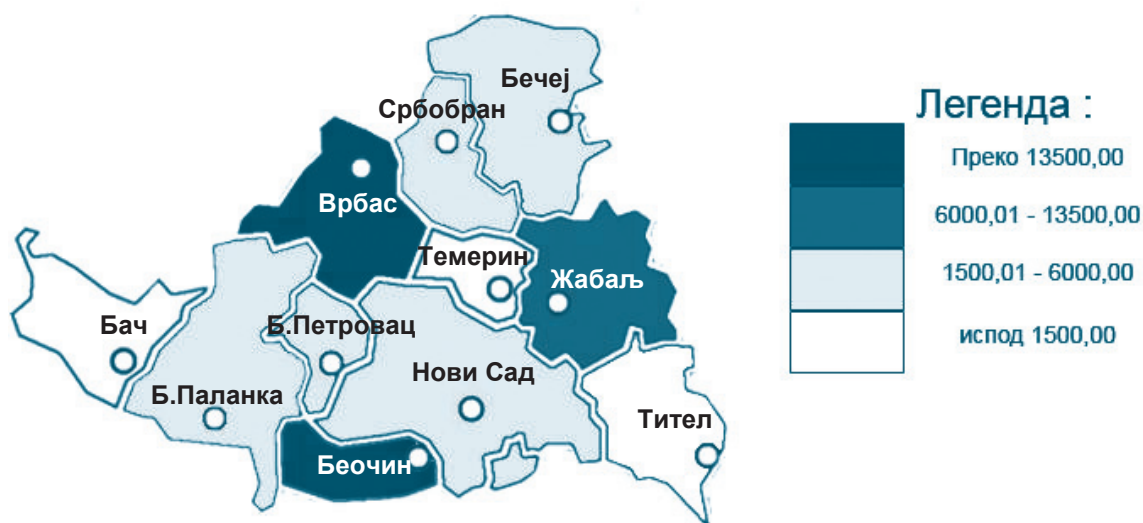 Бечеј
Србобран
Врбас
Темерин
Жабаљ
Бач
Б.Петровац
Нови Сад
Б.Паланка
Тител
Беочин
Легенда :
Преко 13500,00
6000,01 - 13500,00
1500,01 - 6000,00
испод 1500,00